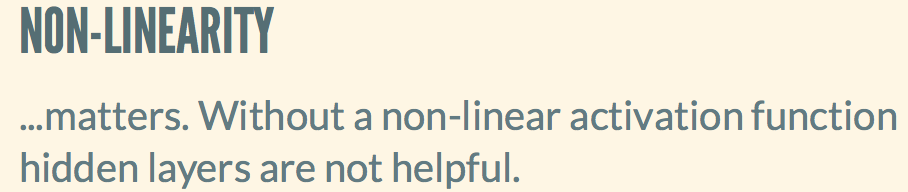 NON-LINEARITY
...matters. Without a non-linear activation function
hidden layers are not helpful.